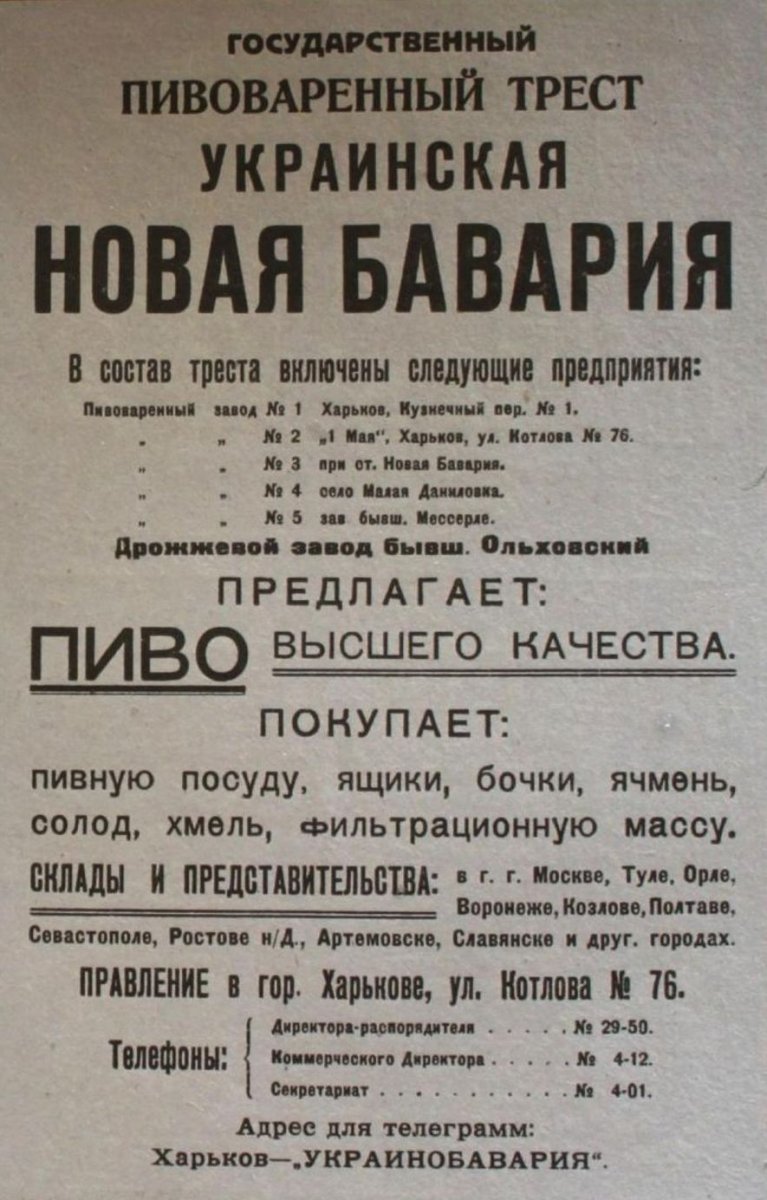 ГОСУДАРСТВЕННЫЙ
ПИВОВАРЕННЫЙ ТРЕСТ
УКРАИНСКАЯ
НОВАЯ БАВАРИЯ
В состав треста включены следующие предприятия:
Пивоваренный завод № 1 Харьков, Кузнечный пер. № 1.
„ „ № 2 „1 Мая“, Харьков, ул. Котлова № 76.
„ „ № 3 при ст. Новая Бавария.
„ „ № 4 село Малая Даниловка.
„ „ № 5 зав бывш. Мессерле.
Дрожжевой завод бывш. Ольховский
ПРЕДЛАГАЕТ:
ПИВО ВЫСШЕГО КАЧЕСТВА.
ПОКУПАЕТ:
пивную посуду, ящики, бочки, ячмень,
солод, хмель, фильтрационную массу.
СКЛАДЫ И ПРЕДСТАВИТЕЛЬСТВА: в г. г. Москве, Туле, Орле,
Воронеже, Козлове, Полтаве,
Севастополе, Ростове н/Д., Артемовске, Славянске и друг. городах.
ПРАВЛЕНИЕ в гор. Харькове, ул. Котлова № 76.
Телефоны:
Директора-распорядителя . . . . . № 29-50.
Коммерческого Директора . . . . . № 4-12.
Секретариат . . . . . . . . . . . № 4-01.
Адрес для телеграмм:
Харьков—„УКРАИНОБАВАРИЯ“.